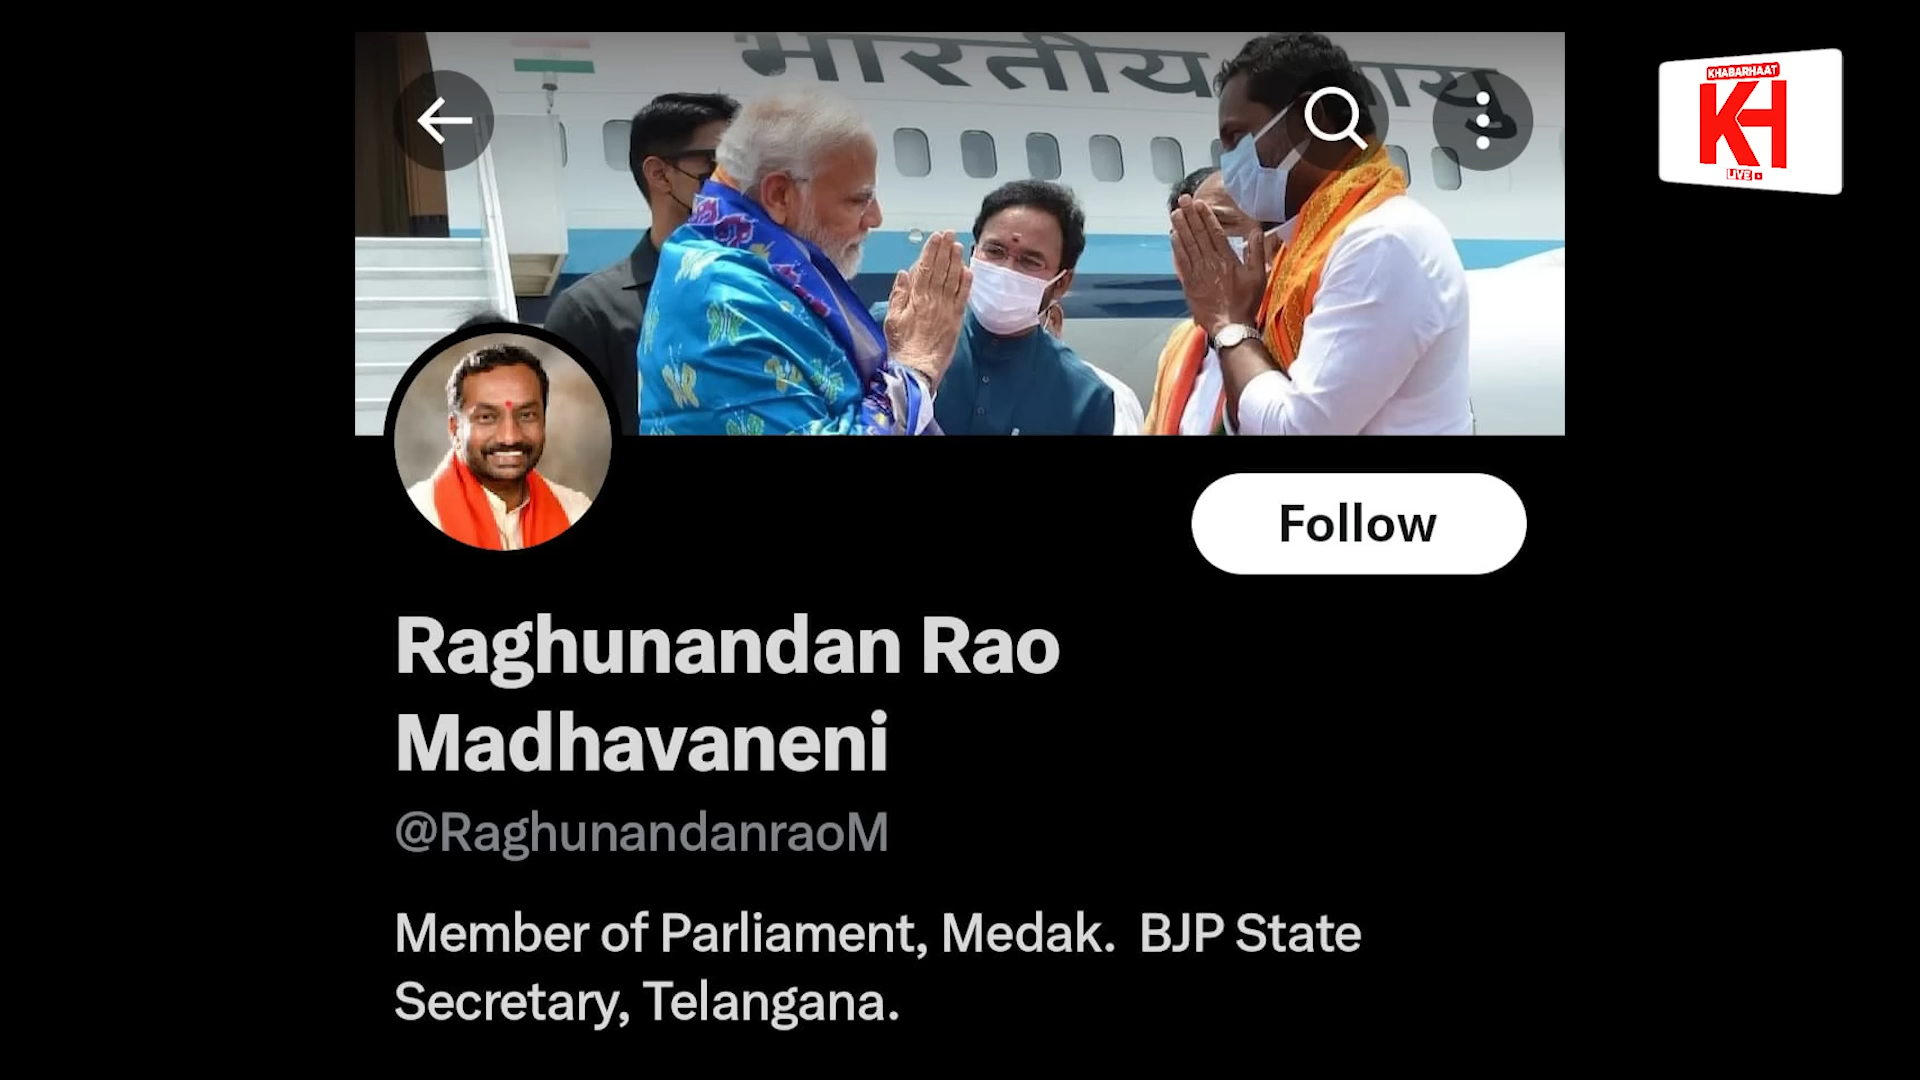 भारतीय
KHABARHAAT
KH
LIVE
Follow
Raghunandan Rao
Madhavaneni
@RaghunandanraoM
Member of Parliament, Medak. BJP State
Secretary, Telangana.